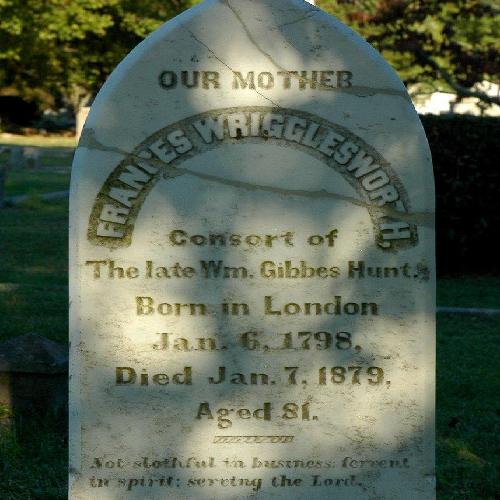 OUR MOTHER
FRANCES WRIGGLESWORTH,
Consort of
The late Wm. Gibbes Hunt.
Born in London
Jan. 6, 1798,
Died Jan. 7, 1879,
Aged 81.
Not slothful in business; fervent
in spirit; serving the Lord.